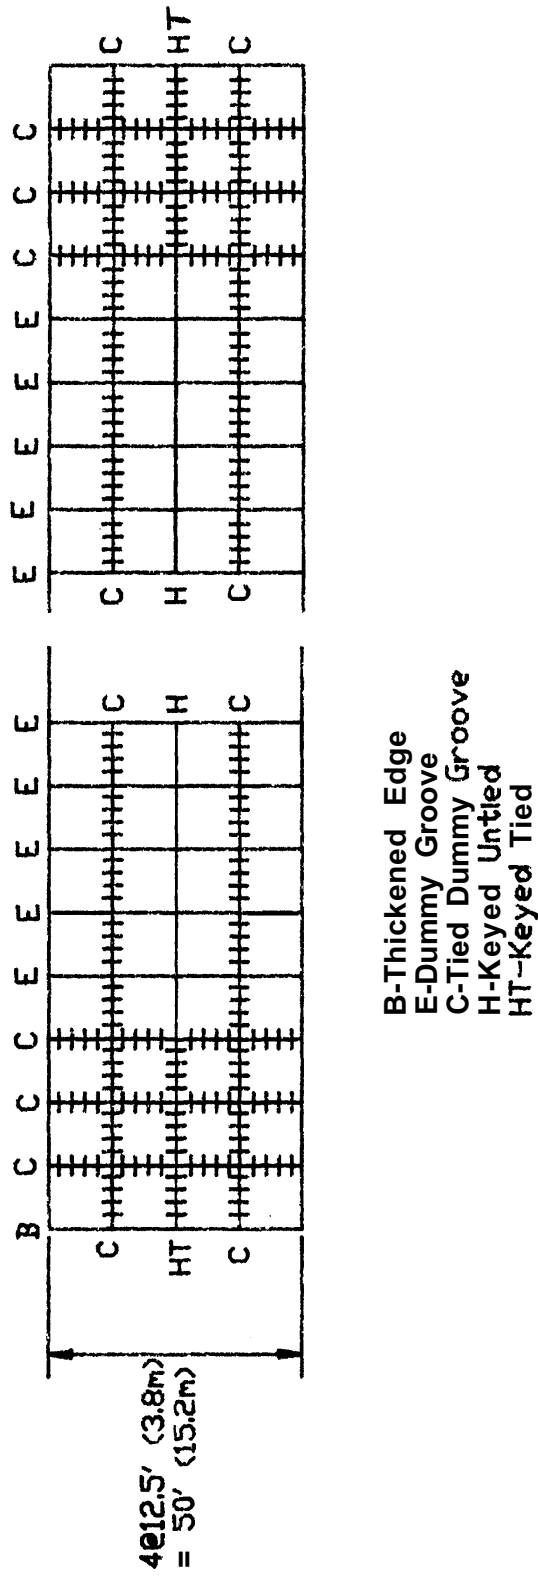 B C C C E E E E E E E E E E C C C
C C C C
HT H H HT
C C C C
4@12.5' (3.8m)
= 50' (15.2m)
B-Thickened Edge
E-Dummy Groove
C-Tied Dummy Groove
H-Keyed Untled
HT-Keyed Tied